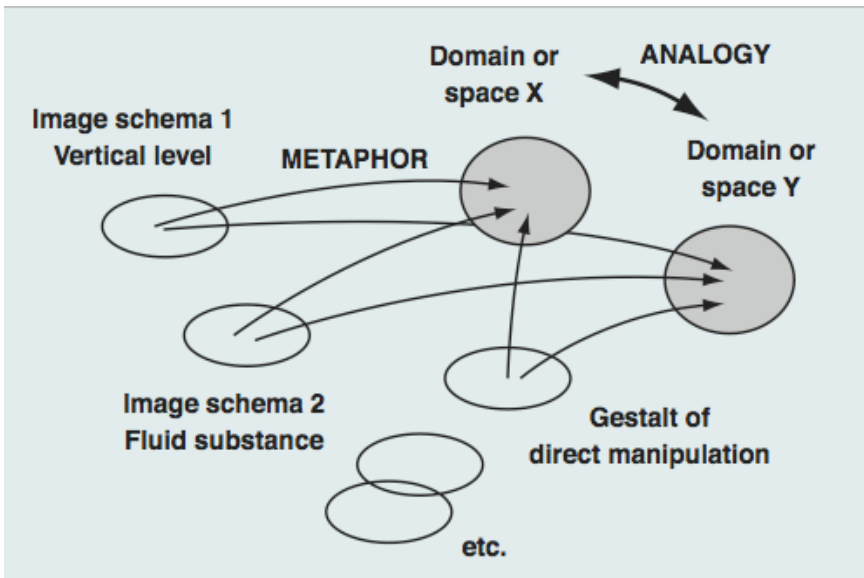 Domain or
space X
ANALOGY
Image schema 1
Vertical level
METAPHOR
Domain or
space Y
Image schema 2
Fluid substance
Gestalt of
direct manipulation
etc.